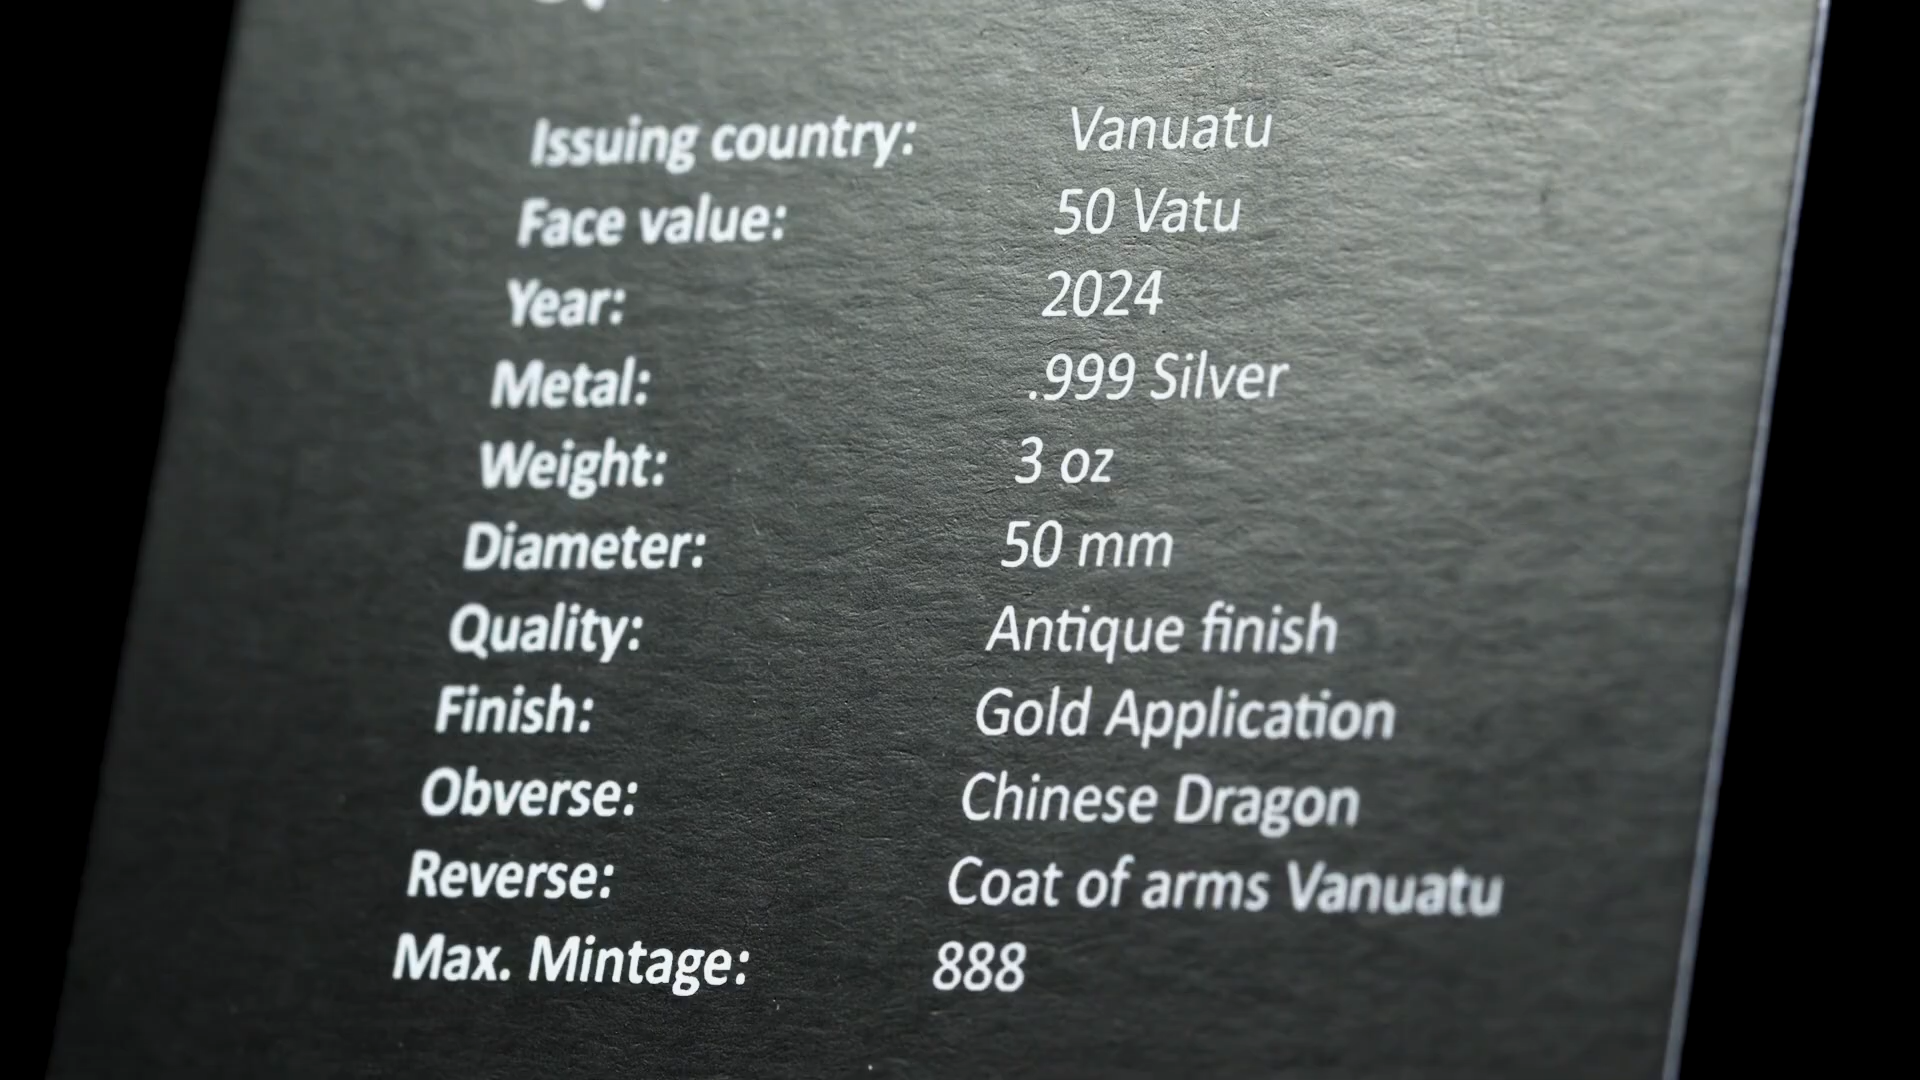 Issuing country: Vanuatu
Face value: 50 Vatu
Year: 2024
Metal: .999 Silver
Weight: 3 oz
Diameter: 50 mm
Quality: Antique finish
Finish: Gold Application
Obverse: Chinese Dragon
Reverse: Coat of arms Vanuatu
Max. Mintage: 888